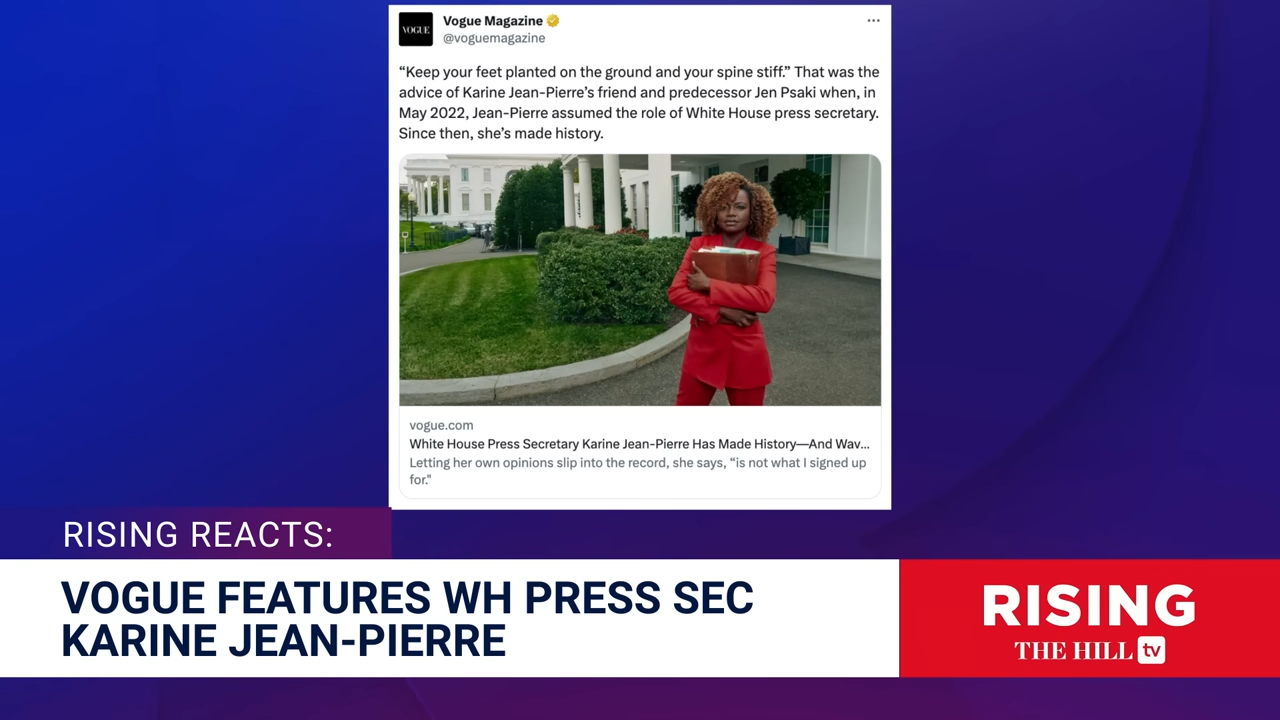 VOGUE
Vogue Magazine
@voguemagazine
“Keep your feet planted on the ground and your spine stiff.” That was the
advice of Karine Jean-Pierre’s friend and predecessor Jen Psaki when, in
May 2022, Jean-Pierre assumed the role of White House press secretary.
Since then, she’s made history.
vogue.com
White House Press Secretary Karine Jean-Pierre Has Made History—And Wav...
Letting her own opinions slip into the record, she says, “is not what I signed up
for."
RISING REACTS:
VOGUE FEATURES WH PRESS SEC
KARINE JEAN-PIERRE
RISING
THE HILL tv